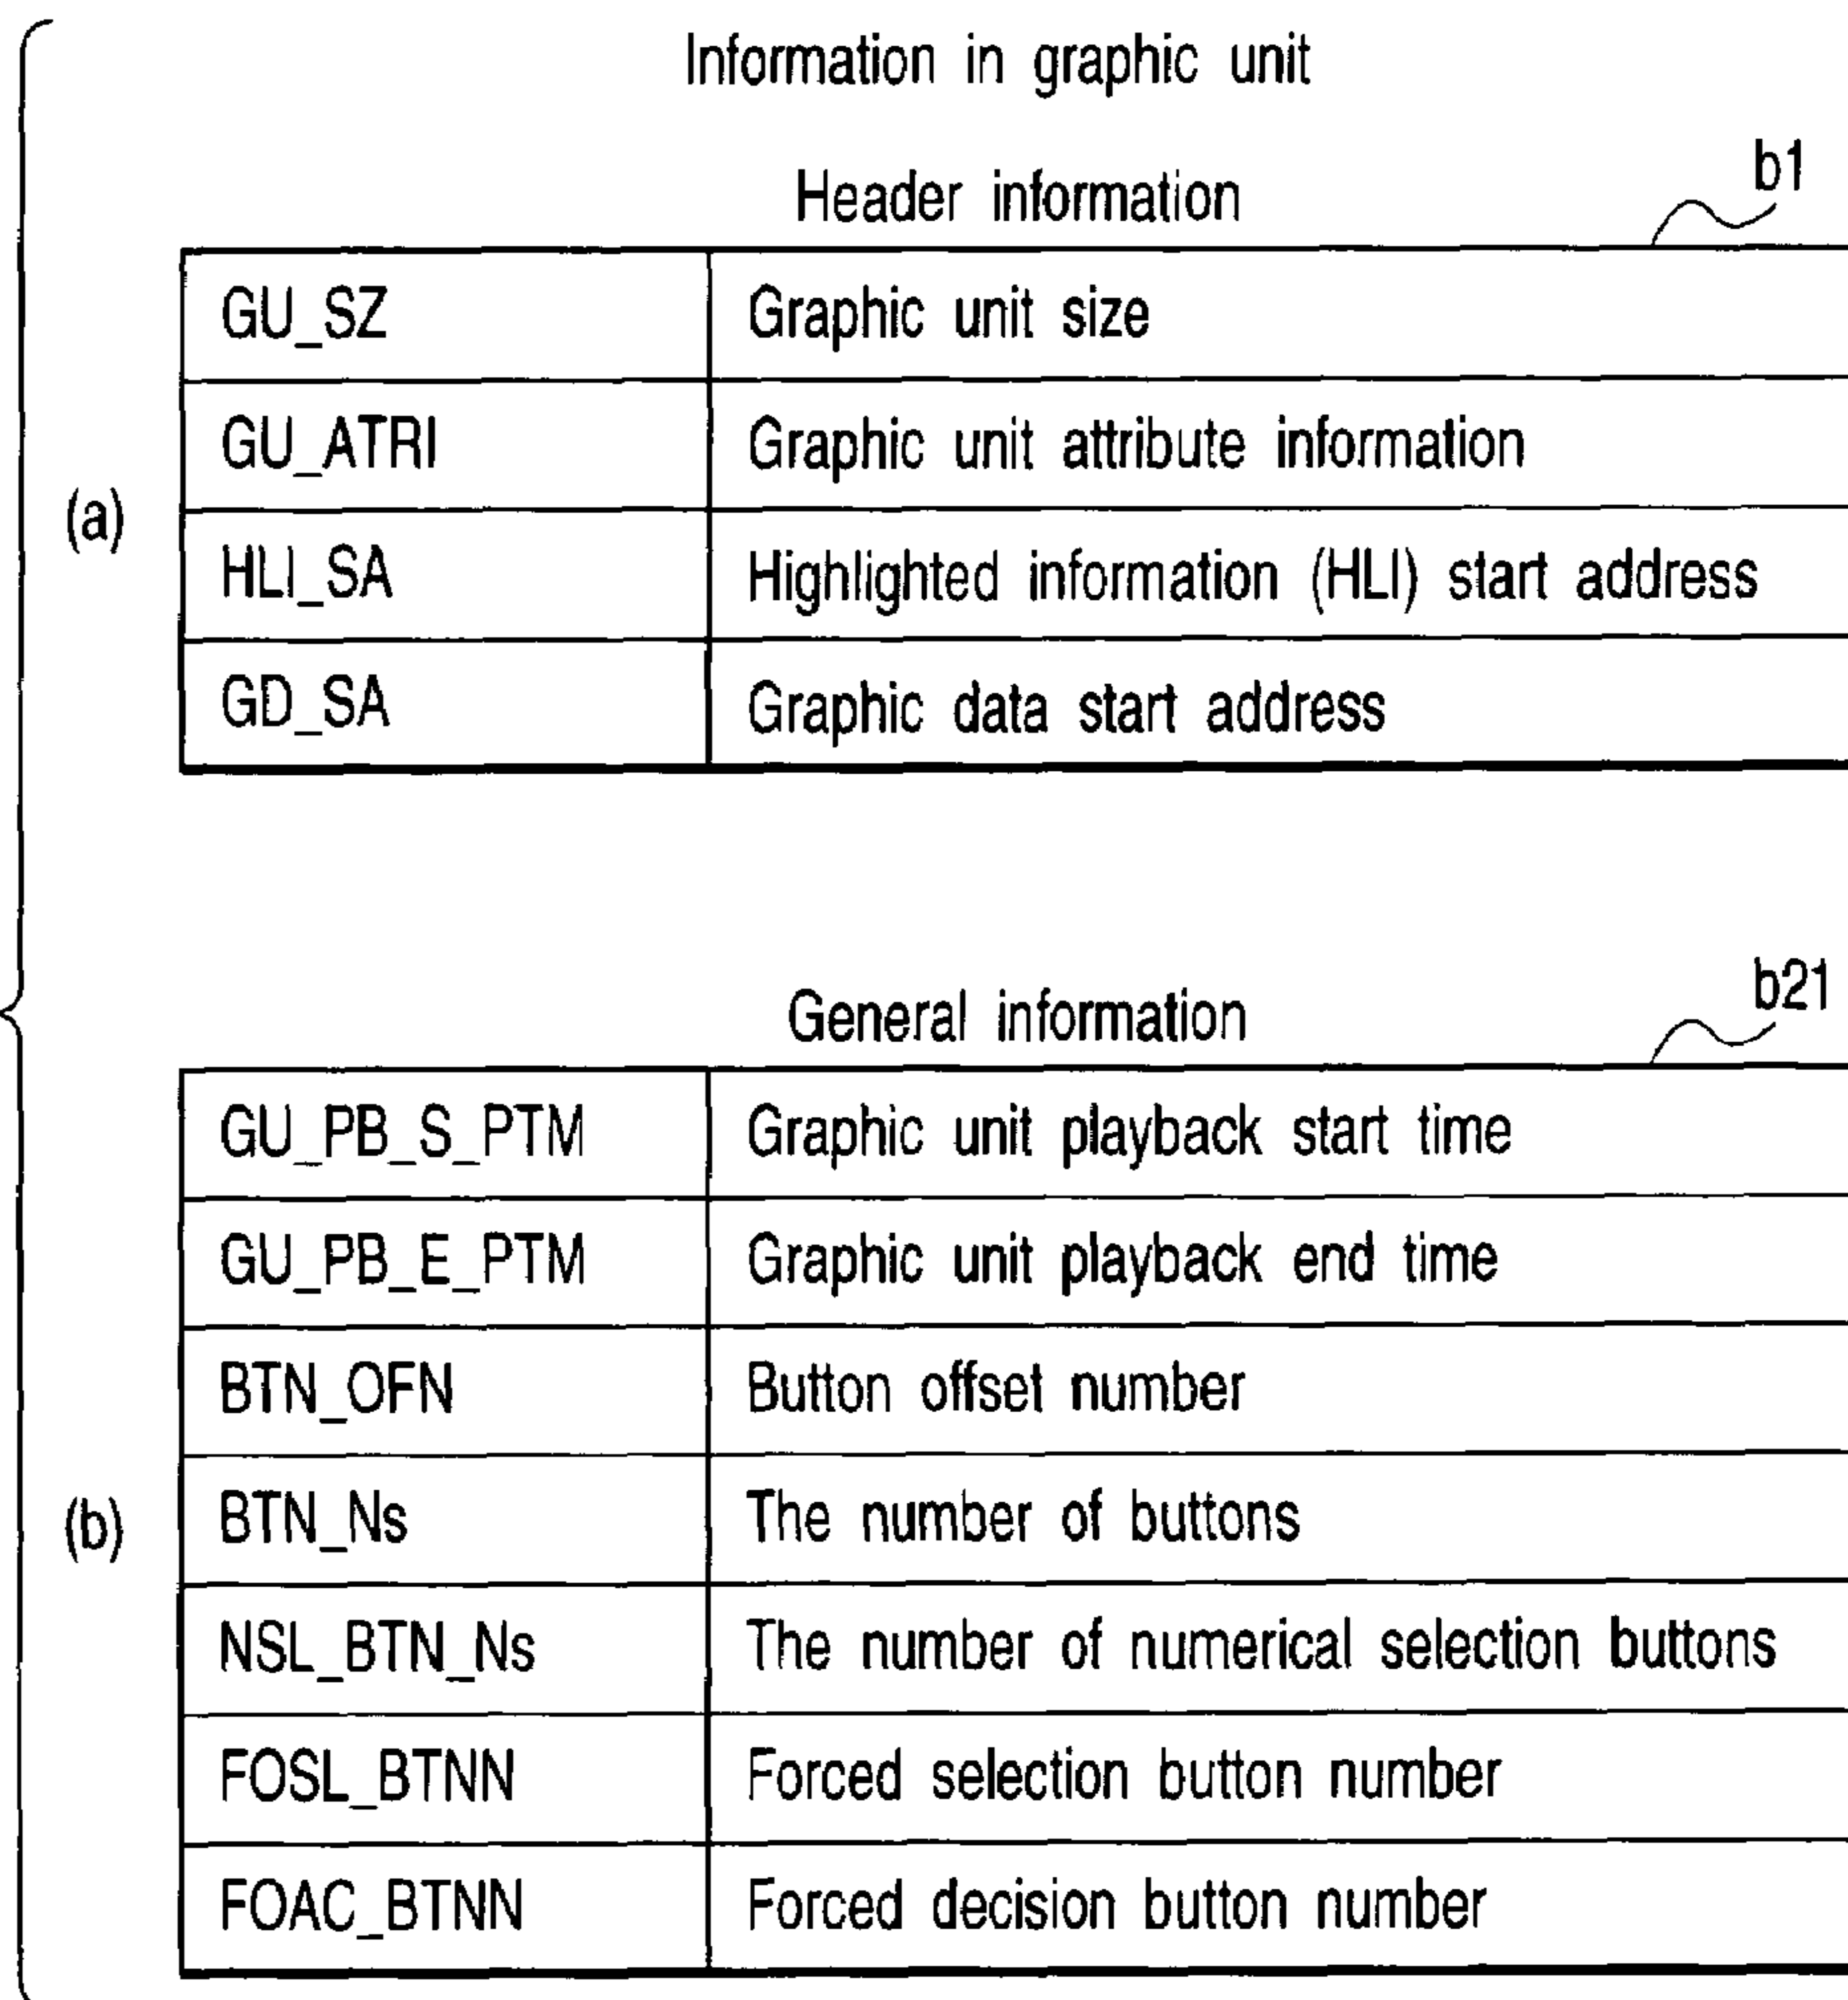 Information in graphic unit
Header information
b1
(a)
GU_SZ Graphic unit size
GU_ATRI Graphic unit attribute information
HLI_SA Highlighted information (HLI) start address
GD_SA Graphic data start address
General information
b21
(b)
GU_PB_S_PTM Graphic unit playback start time
GU_PB_E_PTM Graphic unit playback end time
BTN_OFN Button offset number
BTN_Ns The number of buttons
NSL_BTN_Ns The number of numerical selection buttons
FOSL_BTNN Forced selection button number
FOAC_BTNN Forced decision button number